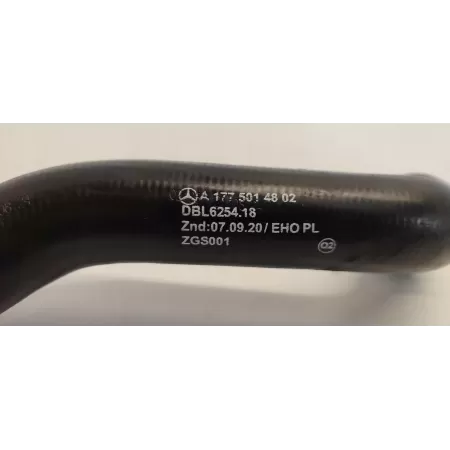 A 177 501 48 02
DBL6254.18
Znd:07.09.20/ EHO PL
ZGS001
02